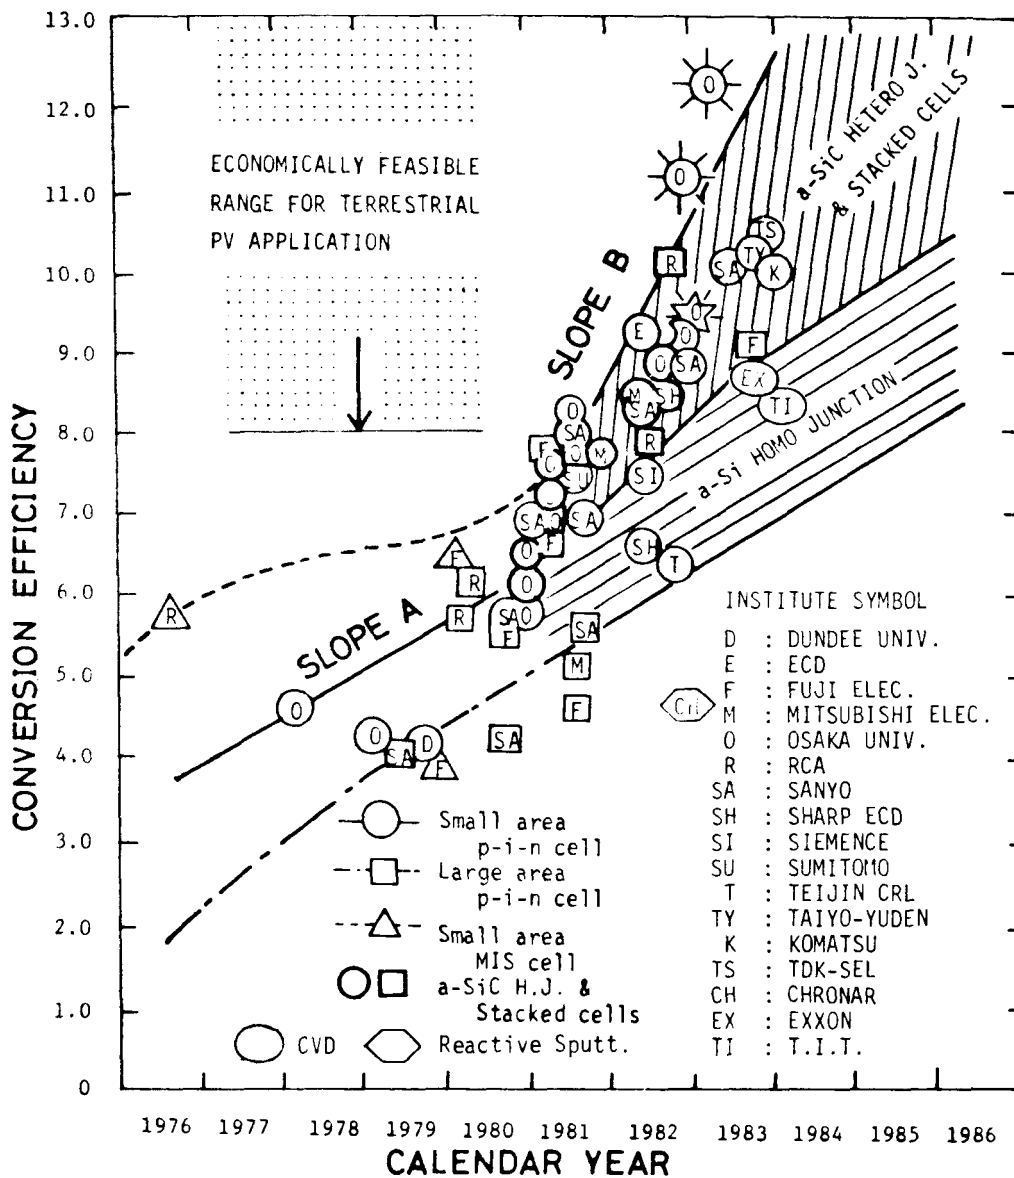 13.0
12.0
11.0
10.0
9.0
8.0
7.0
6.0
5.0
4.0
3.0
2.0
1.0
0
CONVERSION EFFICIENCY
ECONOMICALLY FEASIBLE
RANGE FOR TERRESTRIAL
PV APPLICATION
SLOPE A
SLOPE B
a-SiC HETERO J.
& STACKED CELLS
a-Si HOMO JUNCTION
O
O
TS
TY
SA
K
R
O
E
O
F
O
SA
EX
M
SH
SA
TI
O
SA
R
F
O
M
O
SU
SI
O
SA
O
SA
F
O
SH
T
F
R
O
R
R
SA
O
F
SA
M
O
F
O
D
SA
SA
F
INSTITUTE SYMBOL
D : DUNDEE UNIV.
E : ECD
F : FUJI ELEC.
CH
M : MITSUBISHI ELEC.
O : OSAKA UNIV.
R : RCA
SA : SANYO
SH : SHARP ECD
SI : SIEMENCE
SU : SUMITOMO
T : TEIJIN CRL
TY : TAIYO-YUDEN
K : KOMATSU
TS : TDK-SEL
CH : CHRONAR
EX : EXXON
TI : T.I.T.
Small area
p-i-n cell
Large area
p-i-n cell
Small area
MIS cell
a-SiC H.J. &
Stacked cells
CVD
Reactive Sputt.
1976 1977 1978 1979 1980 1981 1982 1983 1984 1985 1986
CALENDAR YEAR